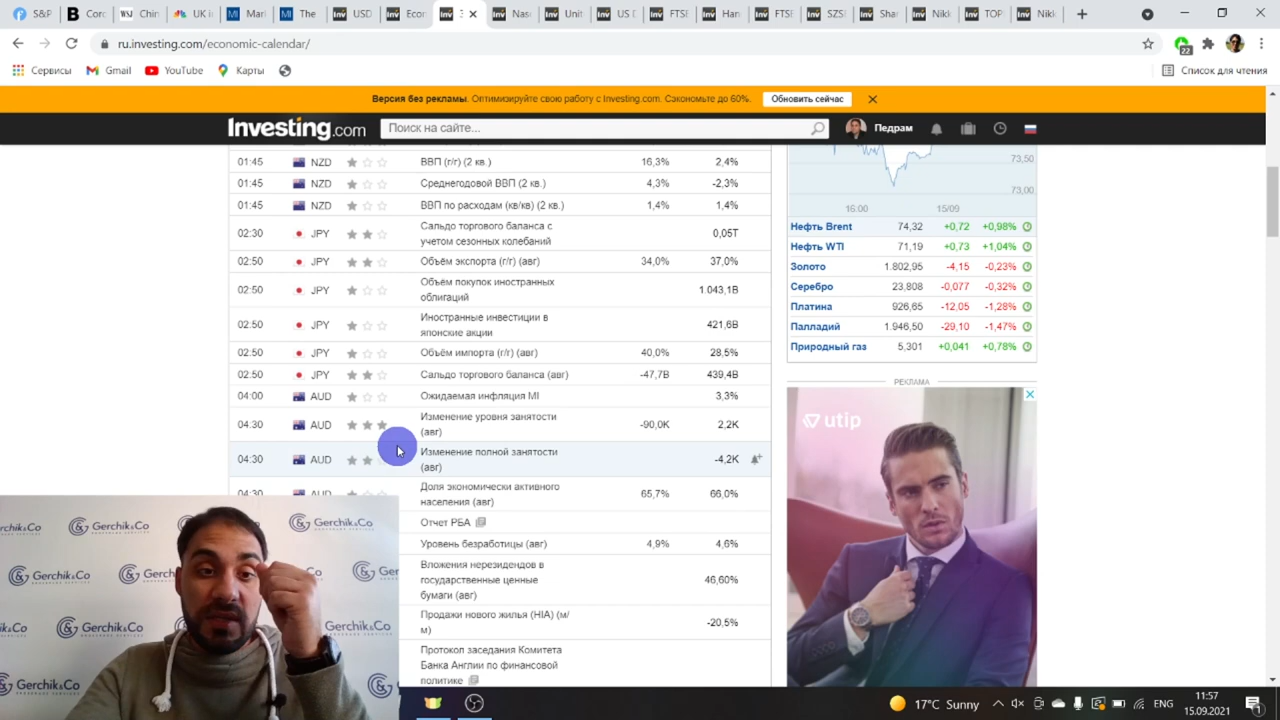 S&P
Corc
Chin
UK i
Mark
The
USD
Econ
Nas
Unit
US D
FTSE
Han
FTSE
SZSE
Shar
Nikk
TOP
Nikk
ru.investing.com/economic-calendar/
22
Сервисы
Gmail
YouTube
Карты
Список для чтения
Версия без рекламы. Оптимизируйте свою работу с Investing.com. Сэкономьте до 60%.
Обновить сейчас
Investing.com
Поиск на сайте...
Педрам
01:45 NZD ВВП (г/г) (2 кв.) 16,3% 2,4%
01:45 NZD Среднегодовой ВВП (2 кв.) 4,3% -2,3%
01:45 NZD ВВП по расходам (кв/кв) (2 кв.) 1,4% 1,4%
02:30 JPY Сальдо торгового баланса с
учетом сезонных колебаний 0,05T
02:50 JPY Объём экспорта (г/г) (авг) 34,0% 37,0%
02:50 JPY Объём покупок иностранных
облигаций 1 043,1B
02:50 JPY Иностранные инвестиции в
японские акции 421,6B
02:50 JPY Объём импорта (г/г) (авг) 40,0% 28,5%
02:50 JPY Сальдо торгового баланса (авг) -47,7B 439,4B
04:00 AUD Ожидаемая инфляция MI 3,3%
04:30 AUD Изменение уровня занятости
(авг) -90,0K 2,2K
04:30 AUD Изменение полной занятости
(авг) -4,2K
04:30 AUD Доля экономически активного
населения (авг) 65,7% 66,0%
Отчет РБА
Уровень безработицы (авг) 4,9% 4,6%
Вложения нерезидентов в
государственные ценные
бумаги (авг) 46,60%
Продажи нового жилья (HIA) (м/
м) -20,5%
Протокол заседания Комитета
Банка Англии по финансовой
политике
73,50
73,00
16:00 15/09
Нефть Brent 74,32 +0,72 +0,98%
Нефть WTI 71,19 +0,73 +1,04%
Золото 1.802,95 -4,15 -0,23%
Серебро 23,808 -0,077 -0,32%
Платина 926,65 -12,05 -1,28%
Палладий 1.946,50 -29,10 -1,47%
Природный газ 5,301 +0,041 +0,78%
РЕКЛАМА
utip
Gerchik&Co
Gerchik&Co
Gerchik&Co
Gerchik&Co
17°C Sunny
ENG
11:57
15.09.2021
1